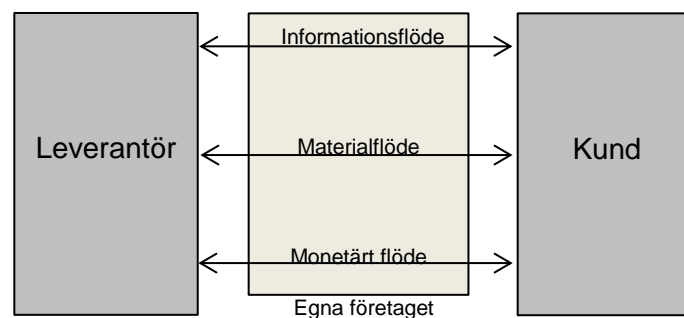 Informationsflöde
Leverantör
Materialflöde
Kund
Monetärt flöde
Egna företaget